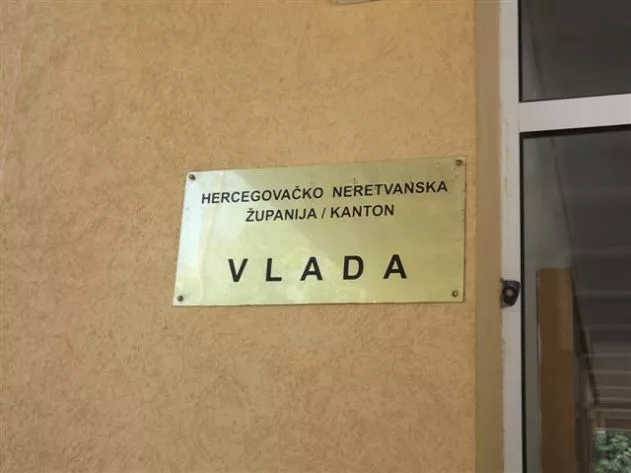 HERCEGOVAČKO NERETVANSKA
ŽUPANIJA / KANTON
VLADA